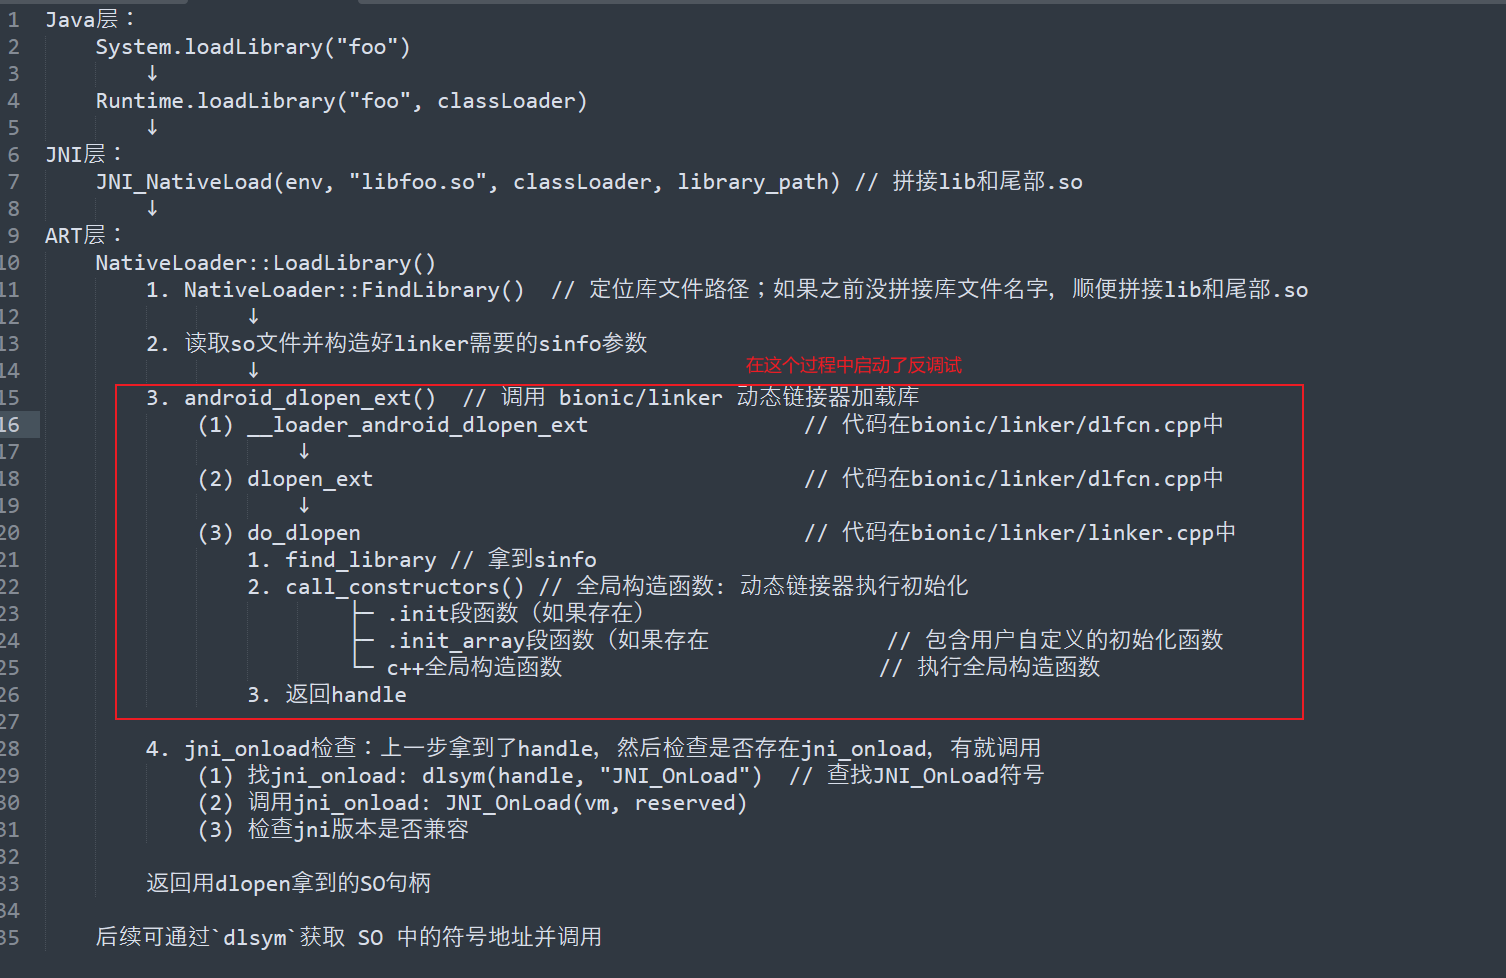 1 Java层：
2 System.loadLibrary("foo")
3 ↓
4 Runtime.loadLibrary("foo", classLoader)
5 ↓
6 JNI层：
7 JNI_NativeLoad(env, "libfoo.so", classLoader, library_path) // 拼接lib和尾部.so
8 ↓
9 ART层：
10 NativeLoader::LoadLibrary()
11 1. NativeLoader::FindLibrary() // 定位库文件路径；如果之前没拼接库文件名字，顺便拼接lib和尾部.so
12 ↓
13 2. 读取so文件并构造好linker需要的sinfo参数
在这个过程中启动了反调试
14 ↓
15 3. android_dlopen_ext() // 调用 bionic/linker 动态链接器加载库
16 (1) __loader_android_dlopen_ext // 代码在bionic/linker/dlfcn.cpp中
17 ↓
18 (2) dlopen_ext // 代码在bionic/linker/dlfcn.cpp中
19 ↓
20 (3) do_dlopen // 代码在bionic/linker/linker.cpp中
21 1. find_library // 拿到sinfo
22 2. call_constructors() // 全局构造函数: 动态链接器执行初始化
23 ├─ .init段函数（如果存在）
24 ├─ .init_array段函数（如果存在 // 包含用户自定义的初始化函数
25 └─ c++全局构造函数 // 执行全局构造函数
26 3. 返回handle
27
28 4. jni_onload检查：上一步拿到了handle，然后检查是否存在jni_onload，有就调用
29 (1) 找jni_onload: dlsym(handle, "JNI_OnLoad") // 查找JNI_OnLoad符号
30 (2) 调用jni_onload: JNI_OnLoad(vm, reserved)
31 (3) 检查jni版本是否兼容
32
33 返回用dlopen拿到的SO句柄
34
35 后续可通过`dlsym`获取 SO 中的符号地址并调用